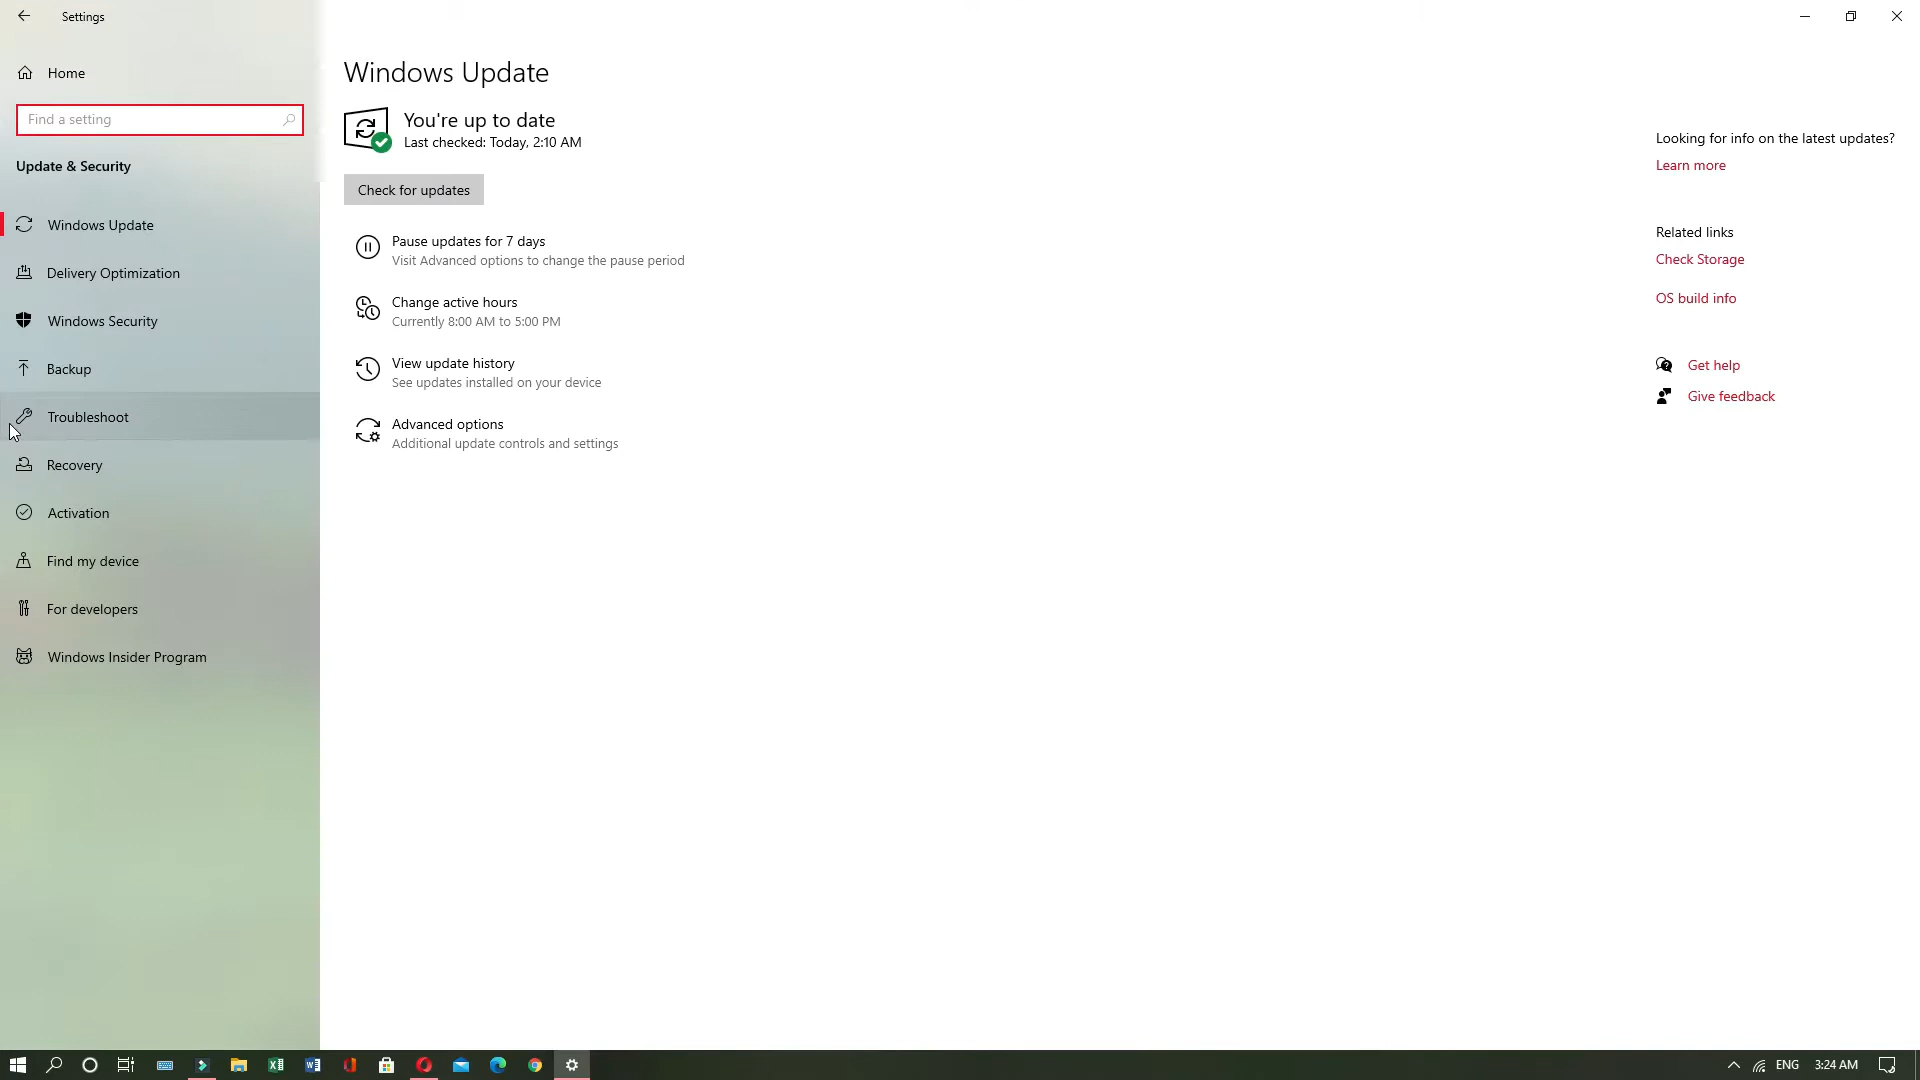 Settings
Home
Find a setting
Update & Security
Windows Update
Delivery Optimization
Windows Security
Backup
Troubleshoot
Recovery
Activation
Find my device
For developers
Windows Insider Program
Windows Update
You're up to date
Last checked: Today, 2:10 AM
Check for updates
Pause updates for 7 days
Visit Advanced options to change the pause period
Change active hours
Currently 8:00 AM to 5:00 PM
View update history
See updates installed on your device
Advanced options
Additional update controls and settings
Looking for info on the latest updates?
Learn more
Related links
Check Storage
OS build info
Get help
Give feedback
ENG
3:24 AM